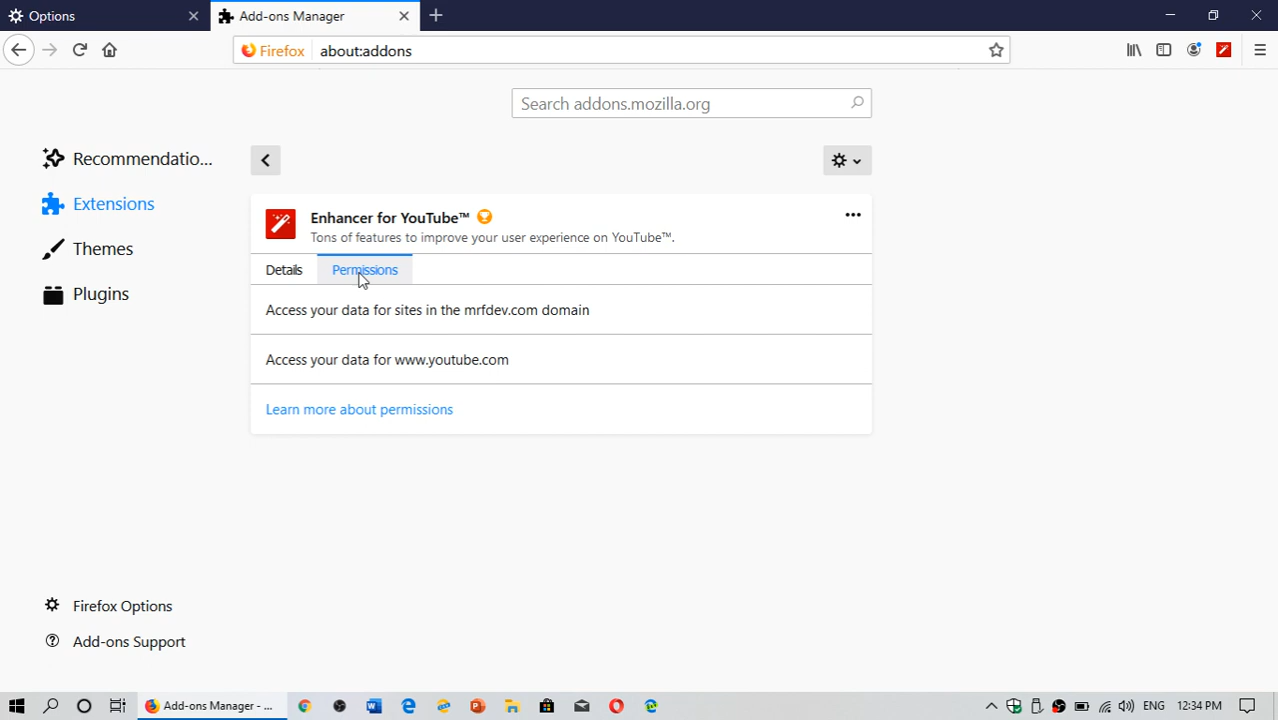 Options
Add-ons Manager
Firefox about:addons
Search addons.mozilla.org
Recommendatio...
Extensions
Themes
Plugins
Enhancer for YouTube™
Tons of features to improve your user experience on YouTube™.
Details Permissions
Access your data for sites in the mrfdev.com domain
Access your data for www.youtube.com
Learn more about permissions
Firefox Options
Add-ons Support
Add-ons Manager - ...
ENG 12:34 PM